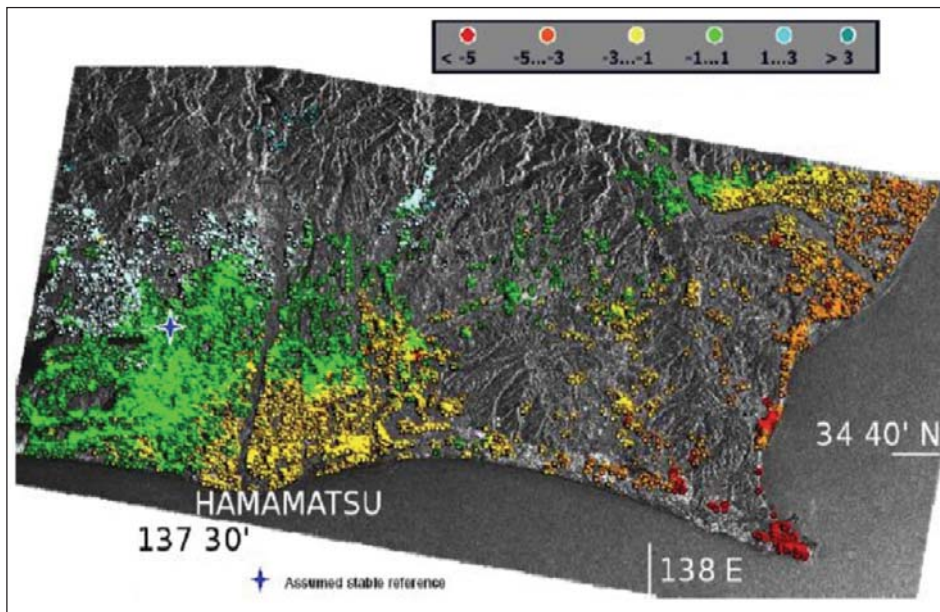 < -5 -5...-3 -3...-1 -1...1 1...3 > 3
34 40' N
HAMAMATSU
137 30'
138 E
Assumed stable reference